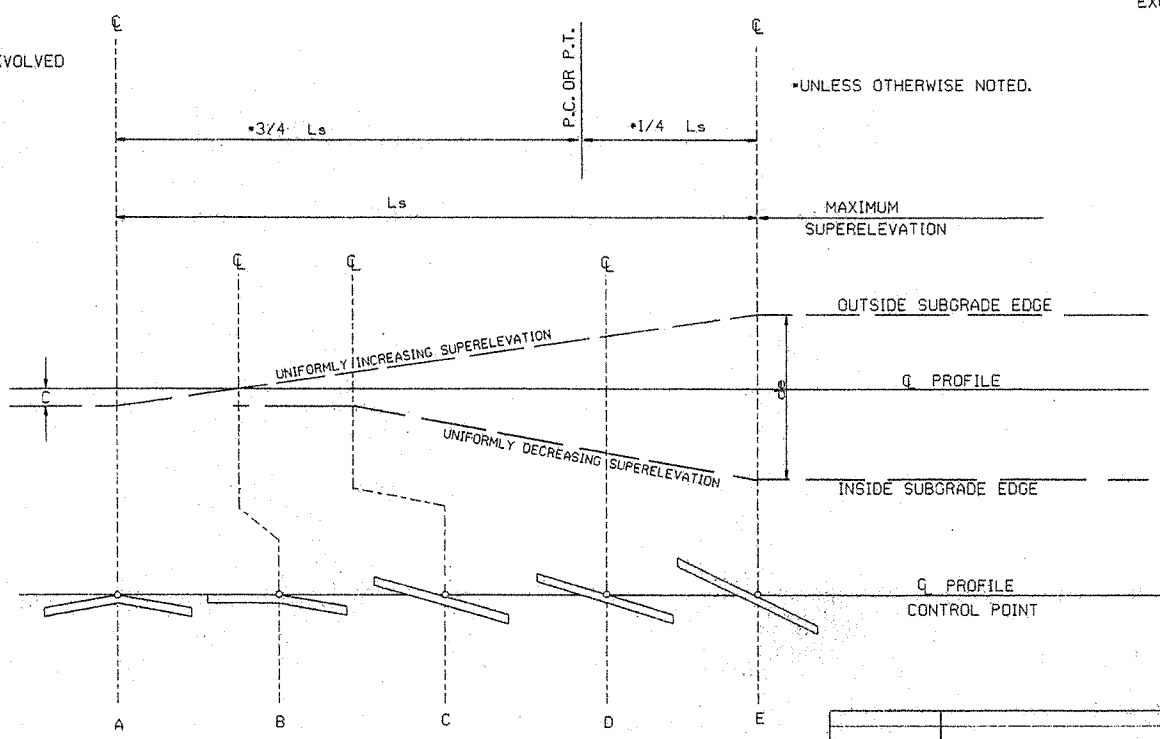 EVOLVED
℄
P.C. OR P.T.
℄
*UNLESS OTHERWISE NOTED.
*3/4 Ls
*1/4 Ls
Ls
MAXIMUM
SUPERELEVATION
℄
℄
℄
OUTSIDE SUBGRADE EDGE
UNIFORMLY INCREASING SUPERELEVATION
℄ PROFILE
C
UNIFORMLY DECREASING SUPERELEVATION
INSIDE SUBGRADE EDGE
℄ PROFILE
CONTROL POINT
A
B
C
D
E